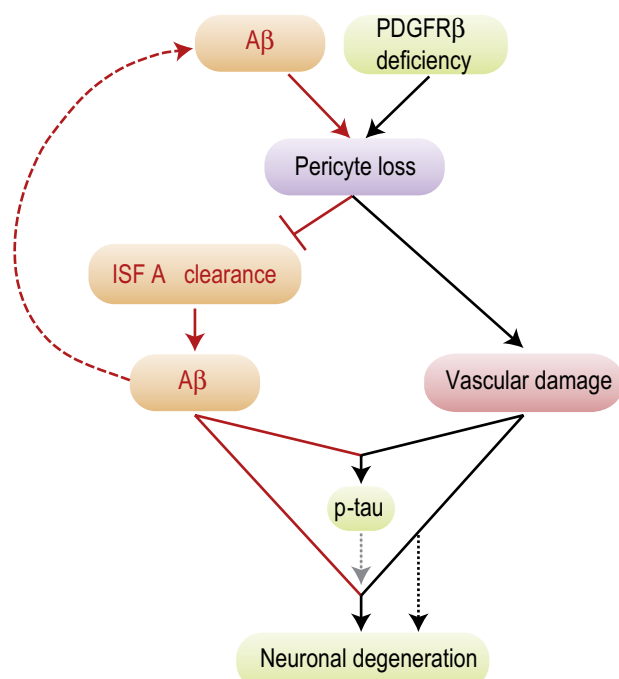 Aβ
PDGFRβ
deficiency
Pericyte loss
ISF A clearance
Aβ
Vascular damage
p-tau
Neuronal degeneration